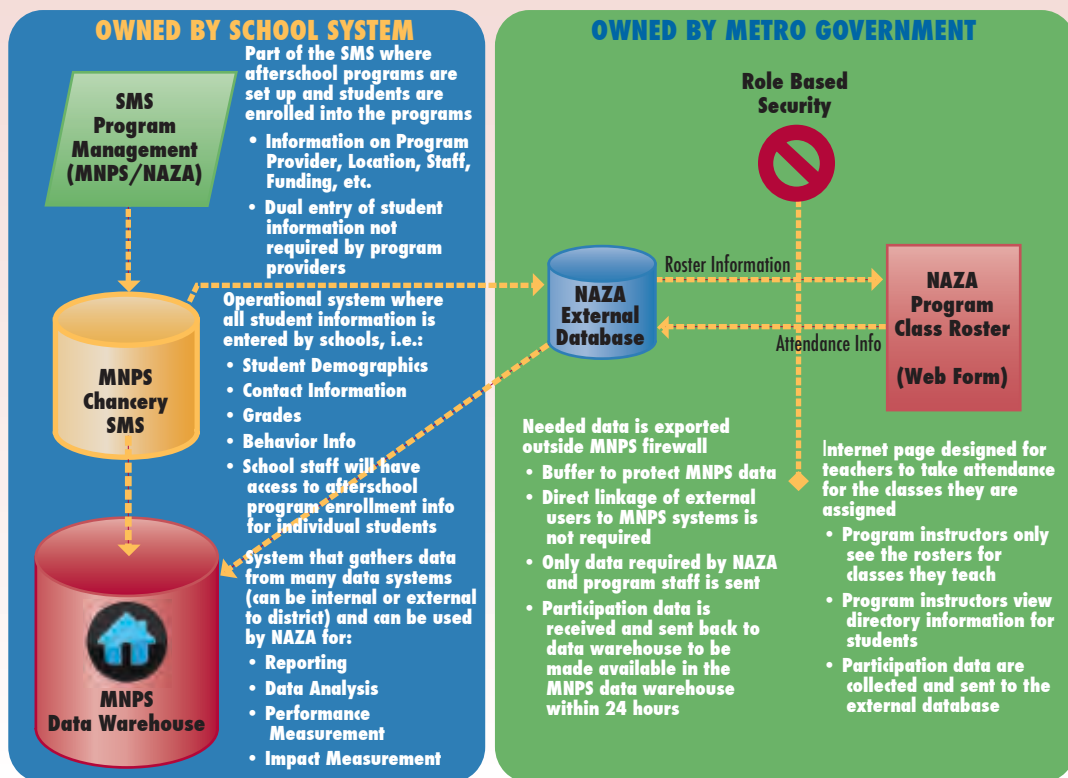 OWNED BY SCHOOL SYSTEM
SMS
Program
Management
(MNPS/NAZA)
Part of the SMS where
afterschool programs are
set up and students are
enrolled into the programs
• Information on Program
Provider, Location, Staff,
Funding, etc.
• Dual entry of student
information not
required by program
providers
MNPS
Chancery
SMS
Operational system where
all student information is
entered by schools, i.e.:
• Student Demographics
• Contact Information
• Grades
• Behavior Info
• School staff will have
access to afterschool
program enrollment info
for individual students
MNPS
Data Warehouse
System that gathers data
from many data systems
(can be internal or external
to district) and can be used
by NAZA for:
• Reporting
• Data Analysis
• Performance
Measurement
• Impact Measurement
OWNED BY METRO GOVERNMENT
Role Based
Security
NAZA
External
Database
Roster Information
Attendance Info
NAZA
Program
Class Roster
(Web Form)
Needed data is exported
outside MNPS firewall
• Buffer to protect MNPS data
• Direct linkage of external
users to MNPS systems is
not required
• Only data required by NAZA
and program staff is sent
• Participation data is
received and sent back to
data warehouse to be
made available in the
MNPS data warehouse
within 24 hours
Internet page designed for
teachers to take attendance
for the classes they are
assigned
• Program instructors only
see the rosters for
classes they teach
• Program instructors view
directory information for
students
• Participation data are
collected and sent to the
external database